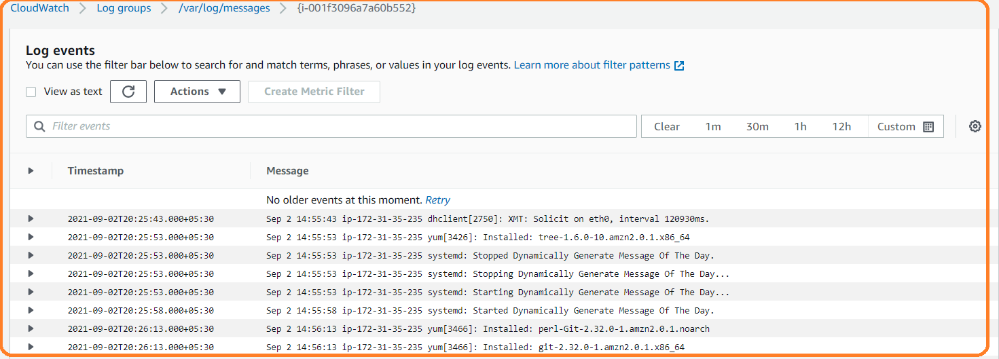 CloudWatch > Log groups > /var/log/messages > {i-001f3096a7a60b552}
Log events
You can use the filter bar below to search for and match terms, phrases, or values in your log events. Learn more about filter patterns
View as text Actions Create Metric Filter
Filter events Clear 1m 30m 1h 12h Custom
Timestamp Message
No older events at this moment. Retry
2021-09-02T20:25:43.000+05:30 Sep 2 14:55:43 ip-172-31-35-235 dhclient[2750]: XMT: Solicit on eth0, interval 120930ms.
2021-09-02T20:25:53.000+05:30 Sep 2 14:55:53 ip-172-31-35-235 yum[3426]: Installed: tree-1.6.0-10.amzn2.0.1.x86_64
2021-09-02T20:25:53.000+05:30 Sep 2 14:55:53 ip-172-31-35-235 systemd: Stopped Dynamically Generate Message Of The Day.
2021-09-02T20:25:53.000+05:30 Sep 2 14:55:53 ip-172-31-35-235 systemd: Stopping Dynamically Generate Message Of The Day...
2021-09-02T20:25:53.000+05:30 Sep 2 14:55:53 ip-172-31-35-235 systemd: Starting Dynamically Generate Message Of The Day...
2021-09-02T20:25:58.000+05:30 Sep 2 14:55:58 ip-172-31-35-235 systemd: Started Dynamically Generate Message Of The Day.
2021-09-02T20:26:13.000+05:30 Sep 2 14:56:13 ip-172-31-35-235 yum[3466]: Installed: perl-Git-2.32.0-1.amzn2.0.1.noarch
2021-09-02T20:26:13.000+05:30 Sep 2 14:56:13 ip-172-31-35-235 yum[3466]: Installed: git-2.32.0-1.amzn2.0.1.x86_64